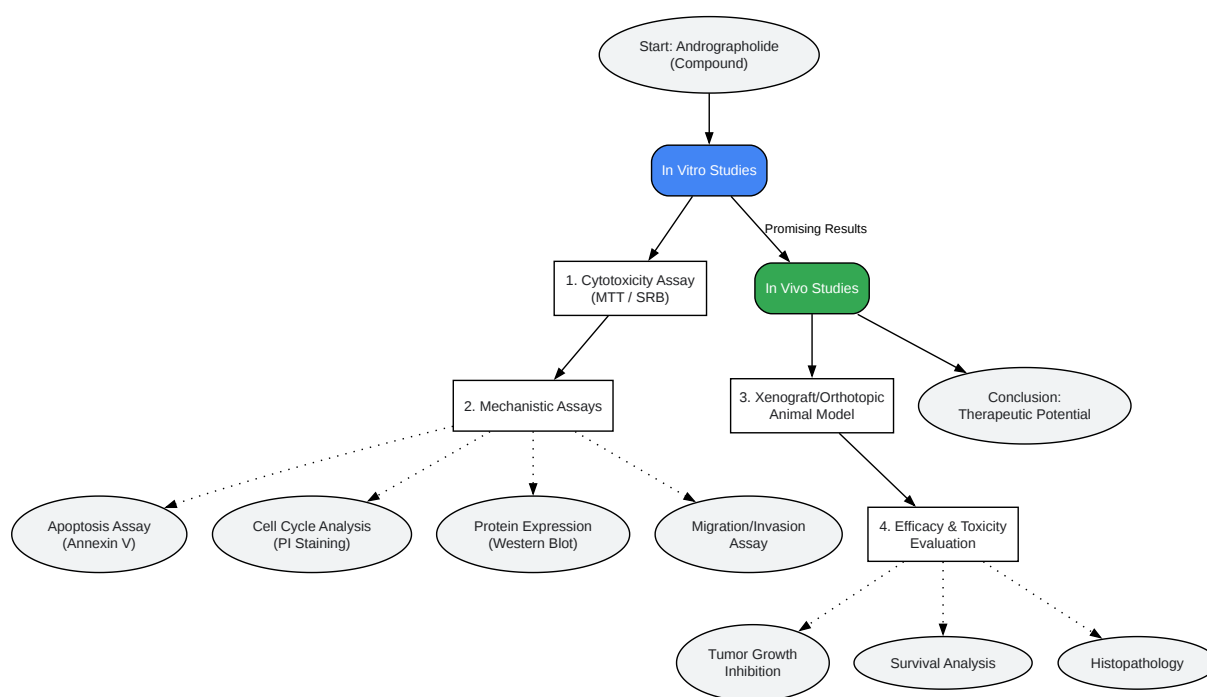 Start: Andrographolide
(Compound)
In Vitro Studies
Promising Results
1. Cytotoxicity Assay
(MTT / SRB)
In Vivo Studies
2. Mechanistic Assays
3. Xenograft/Orthotopic
Animal Model
Conclusion:
Therapeutic Potential
Apoptosis Assay
(Annexin V)
Cell Cycle Analysis
(PI Staining)
Protein Expression
(Western Blot)
Migration/Invasion
Assay
4. Efficacy & Toxicity
Evaluation
Tumor Growth
Inhibition
Survival Analysis
Histopathology